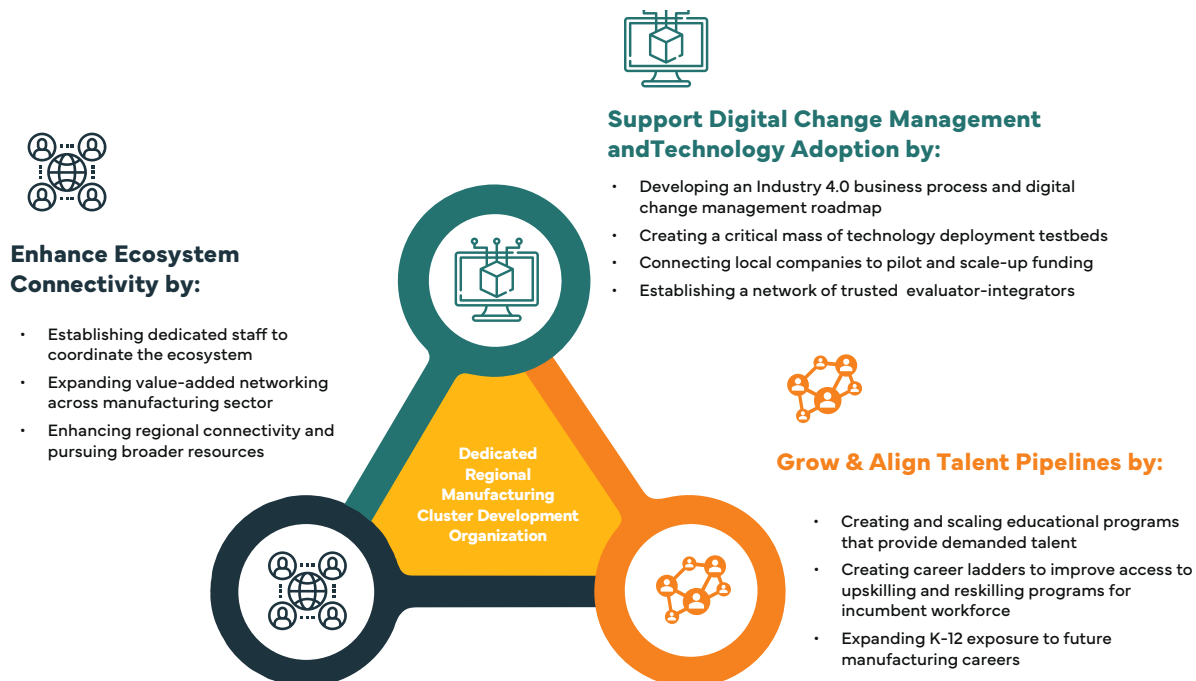 Support Digital Change Management
andTechnology Adoption by:
• Developing an Industry 4.0 business process and digital
change management roadmap
• Creating a critical mass of technology deployment testbeds
• Connecting local companies to pilot and scale-up funding
• Establishing a network of trusted evaluator-integrators
Enhance Ecosystem
Connectivity by:
• Establishing dedicated staff to
coordinate the ecosystem
• Expanding value-added networking
across manufacturing sector
• Enhancing regional connectivity and
pursuing broader resources
Dedicated
Regional
Manufacturing
Cluster Development
Organization
Grow & Align Talent Pipelines by:
• Creating and scaling educational programs
that provide demanded talent
• Creating career ladders to improve access to
upskilling and reskilling programs for
incumbent workforce
• Expanding K-12 exposure to future
manufacturing careers